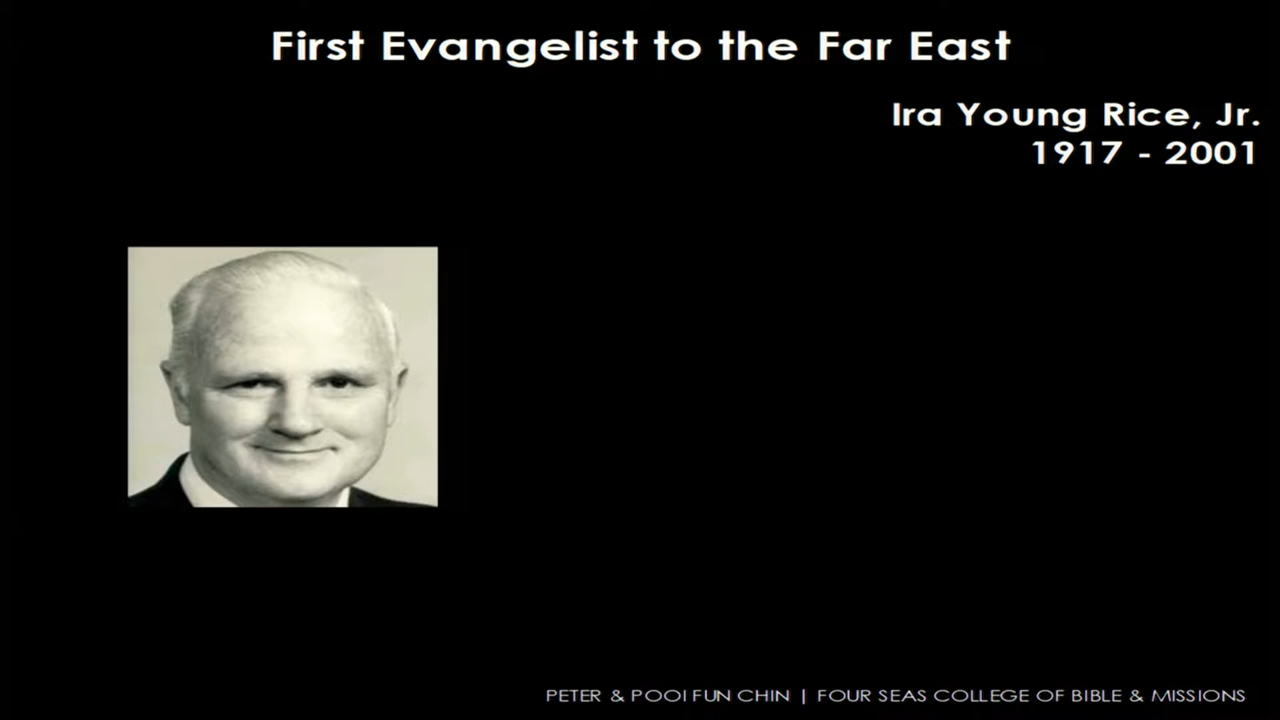 First Evangelist to the Far East
Ira Young Rice, Jr.
1917 - 2001
PETER & POOI FUN CHIN | FOUR SEAS COLLEGE OF BIBLE & MISSIONS